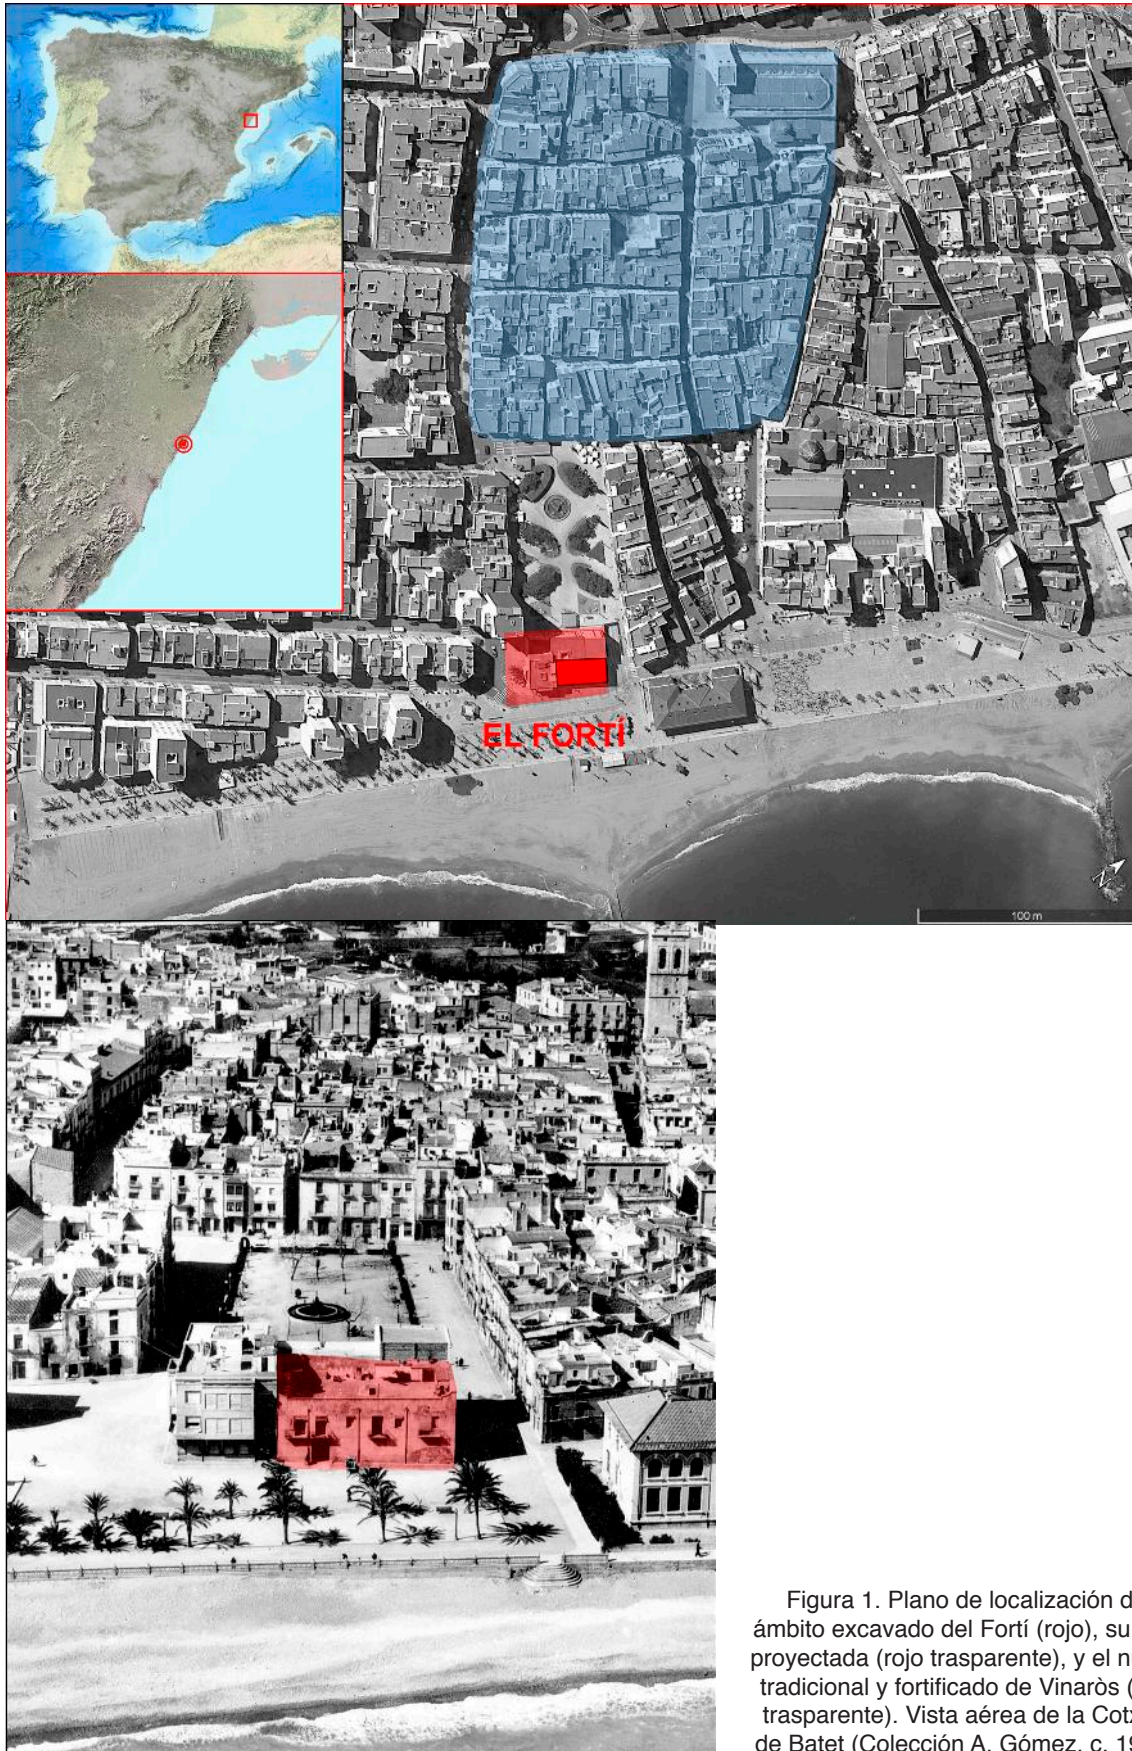 EL FORTÍ
N
100 m
Figura 1. Plano de localización d
ámbito excavado del Fortí (rojo), su
proyectada (rojo trasparente), y el n
tradicional y fortificado de Vinaròs (
trasparente). Vista aérea de la Cot
de Batet (Colección A. Gómez, c. 19